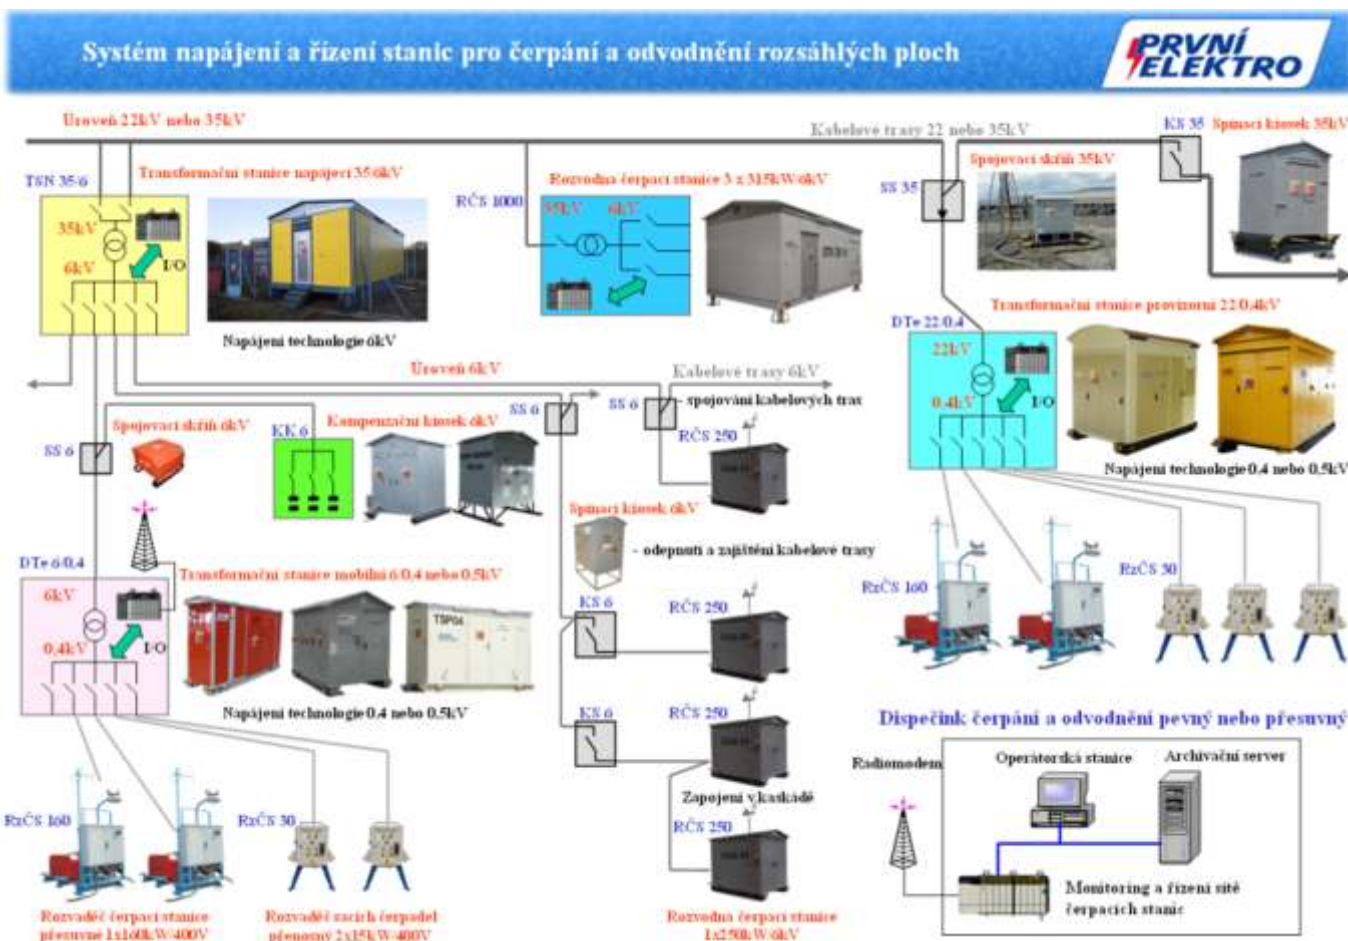 Systém napájení a řízení stanic pro čerpání a odvodnění rozsáhlých ploch
PRVNÍ
ELEKTRO
Úroveň 22kV nebo 35kV
Kabelové trasy 22 nebo 35kV
KS 35
Spínací kiosek 35kV
TSN 35/6
Transformační stanice napájecí 35/6kV
35kV
6kV
I/O
Napájení technologie 6kV
RČS 1000
Rozvodna čerpací stanice 3 x 315kW/6kV
35kV
6kV
SS 35
Spojovací skříň 35kV
Transformační stanice provizorní 22/0.4kV
DTe 22/0.4
22kV
0.4kV
I/O
Napájení technologie 0.4 nebo 0.5kV
Úroveň 6kV
Kabelové trasy 6kV
SS 6
Spojovací skříň 6kV
KK 6
Kompenzační kiosek 6kV
SS 6
SS 6
- spojování kabelových tras
RČS 250
Spínací kiosek 6kV
- odepnutí a zajištění kabelové trasy
DTe 6/0.4
Transformační stanice mobilní 6/0.4 nebo 0.5kV
6kV
0.4kV
I/O
TSP04
Napájení technologie 0.4 nebo 0.5kV
KS 6
RČS 250
KS 6
RČS 250
Zapojení v kaskádě
RČS 250
Rozvodna čerpací stanice
1x250kW/6kV
RzČS 160
RzČS 30
RzČS 160
RzČS 30
Rozvaděč čerpací stanice
přesuvné 1x160kW/400V
Rozvaděč sacích čerpadel
přenosný 2x15kW/400V
Dispečink čerpání a odvodnění pevný nebo přesuvný
Radiomodem
Operátorská stanice
Archivační server
Monitoring a řízení sítě
čerpacích stanic